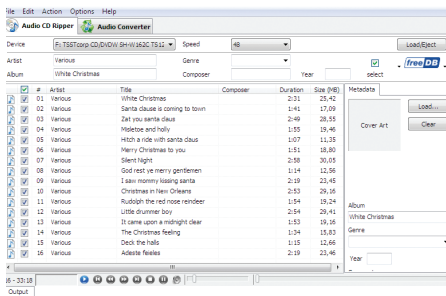 File Edit Action Options Help
Audio CD Ripper Audio Converter
Device F: TSSTcorp CD/DVDW SH-W162C TS12 Speed 48 Load/Eject
Artist Various Genre freeDB
Album White Christmas Composer Year select
# Artist Title Composer Duration Size (MB) Metadata
01 Various White Christmas 2:31 25,42
02 Various Santa clause is coming to town 1:41 17,09 Load...
03 Various Zat you santa claus 2:49 28,55
04 Various Misletoe and holly 1:55 19,46 Cover Art Clear
05 Various Hitch a ride with santa claus 1:07 11,35
06 Various Merry Christmas to you 1:51 18,80
07 Various Silent Night 2:58 30,05
08 Various God rest ye merry gentlemen 1:14 12,56
09 Various I saw mommy kissing santa 2:19 23,45
10 Various Christmas in New Orleans 2:53 29,16
11 Various Rudolph the red nose reindeer 1:54 19,24 Album
12 Various Little drummer boy 2:54 29,41 White Christmas
13 Various It came upon a midnight clear 1:53 19,16 Genre
14 Various The Christmas feeling 1:34 15,83
15 Various Deck the halls 1:15 12,66
16 Various Adeste feieles 2:19 23,46 Year
- 33:18
Output